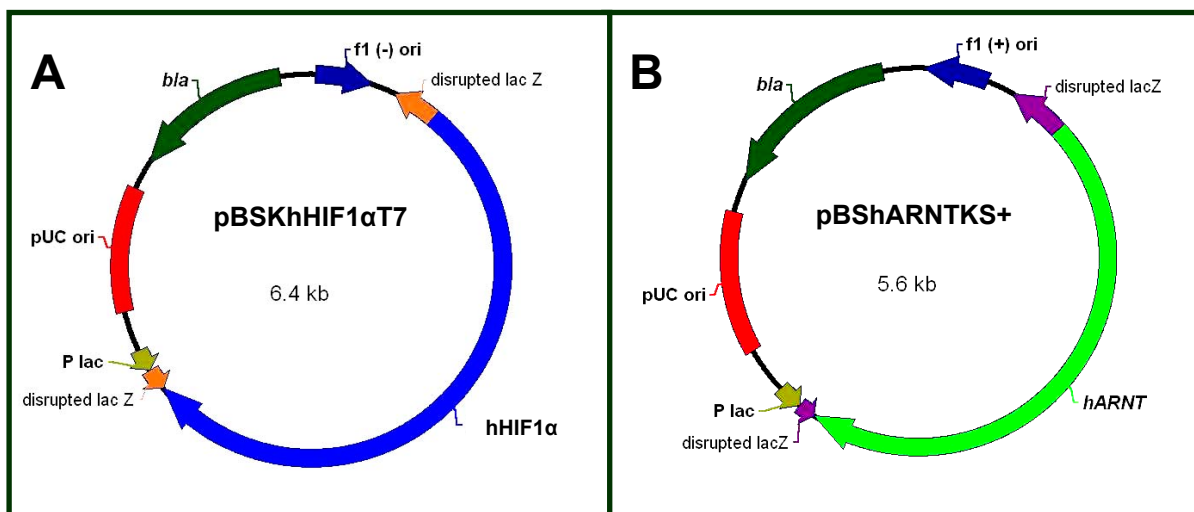 A
f1 (-) ori
bla
disrupted lac Z
pBSKhHIF1αT7
pUC ori
6.4 kb
P lac
disrupted lac Z
hHIF1α
B
f1 (+) ori
bla
disrupted lacZ
pBShARNTKS+
pUC ori
5.6 kb
P lac
disrupted lacZ
hARNT